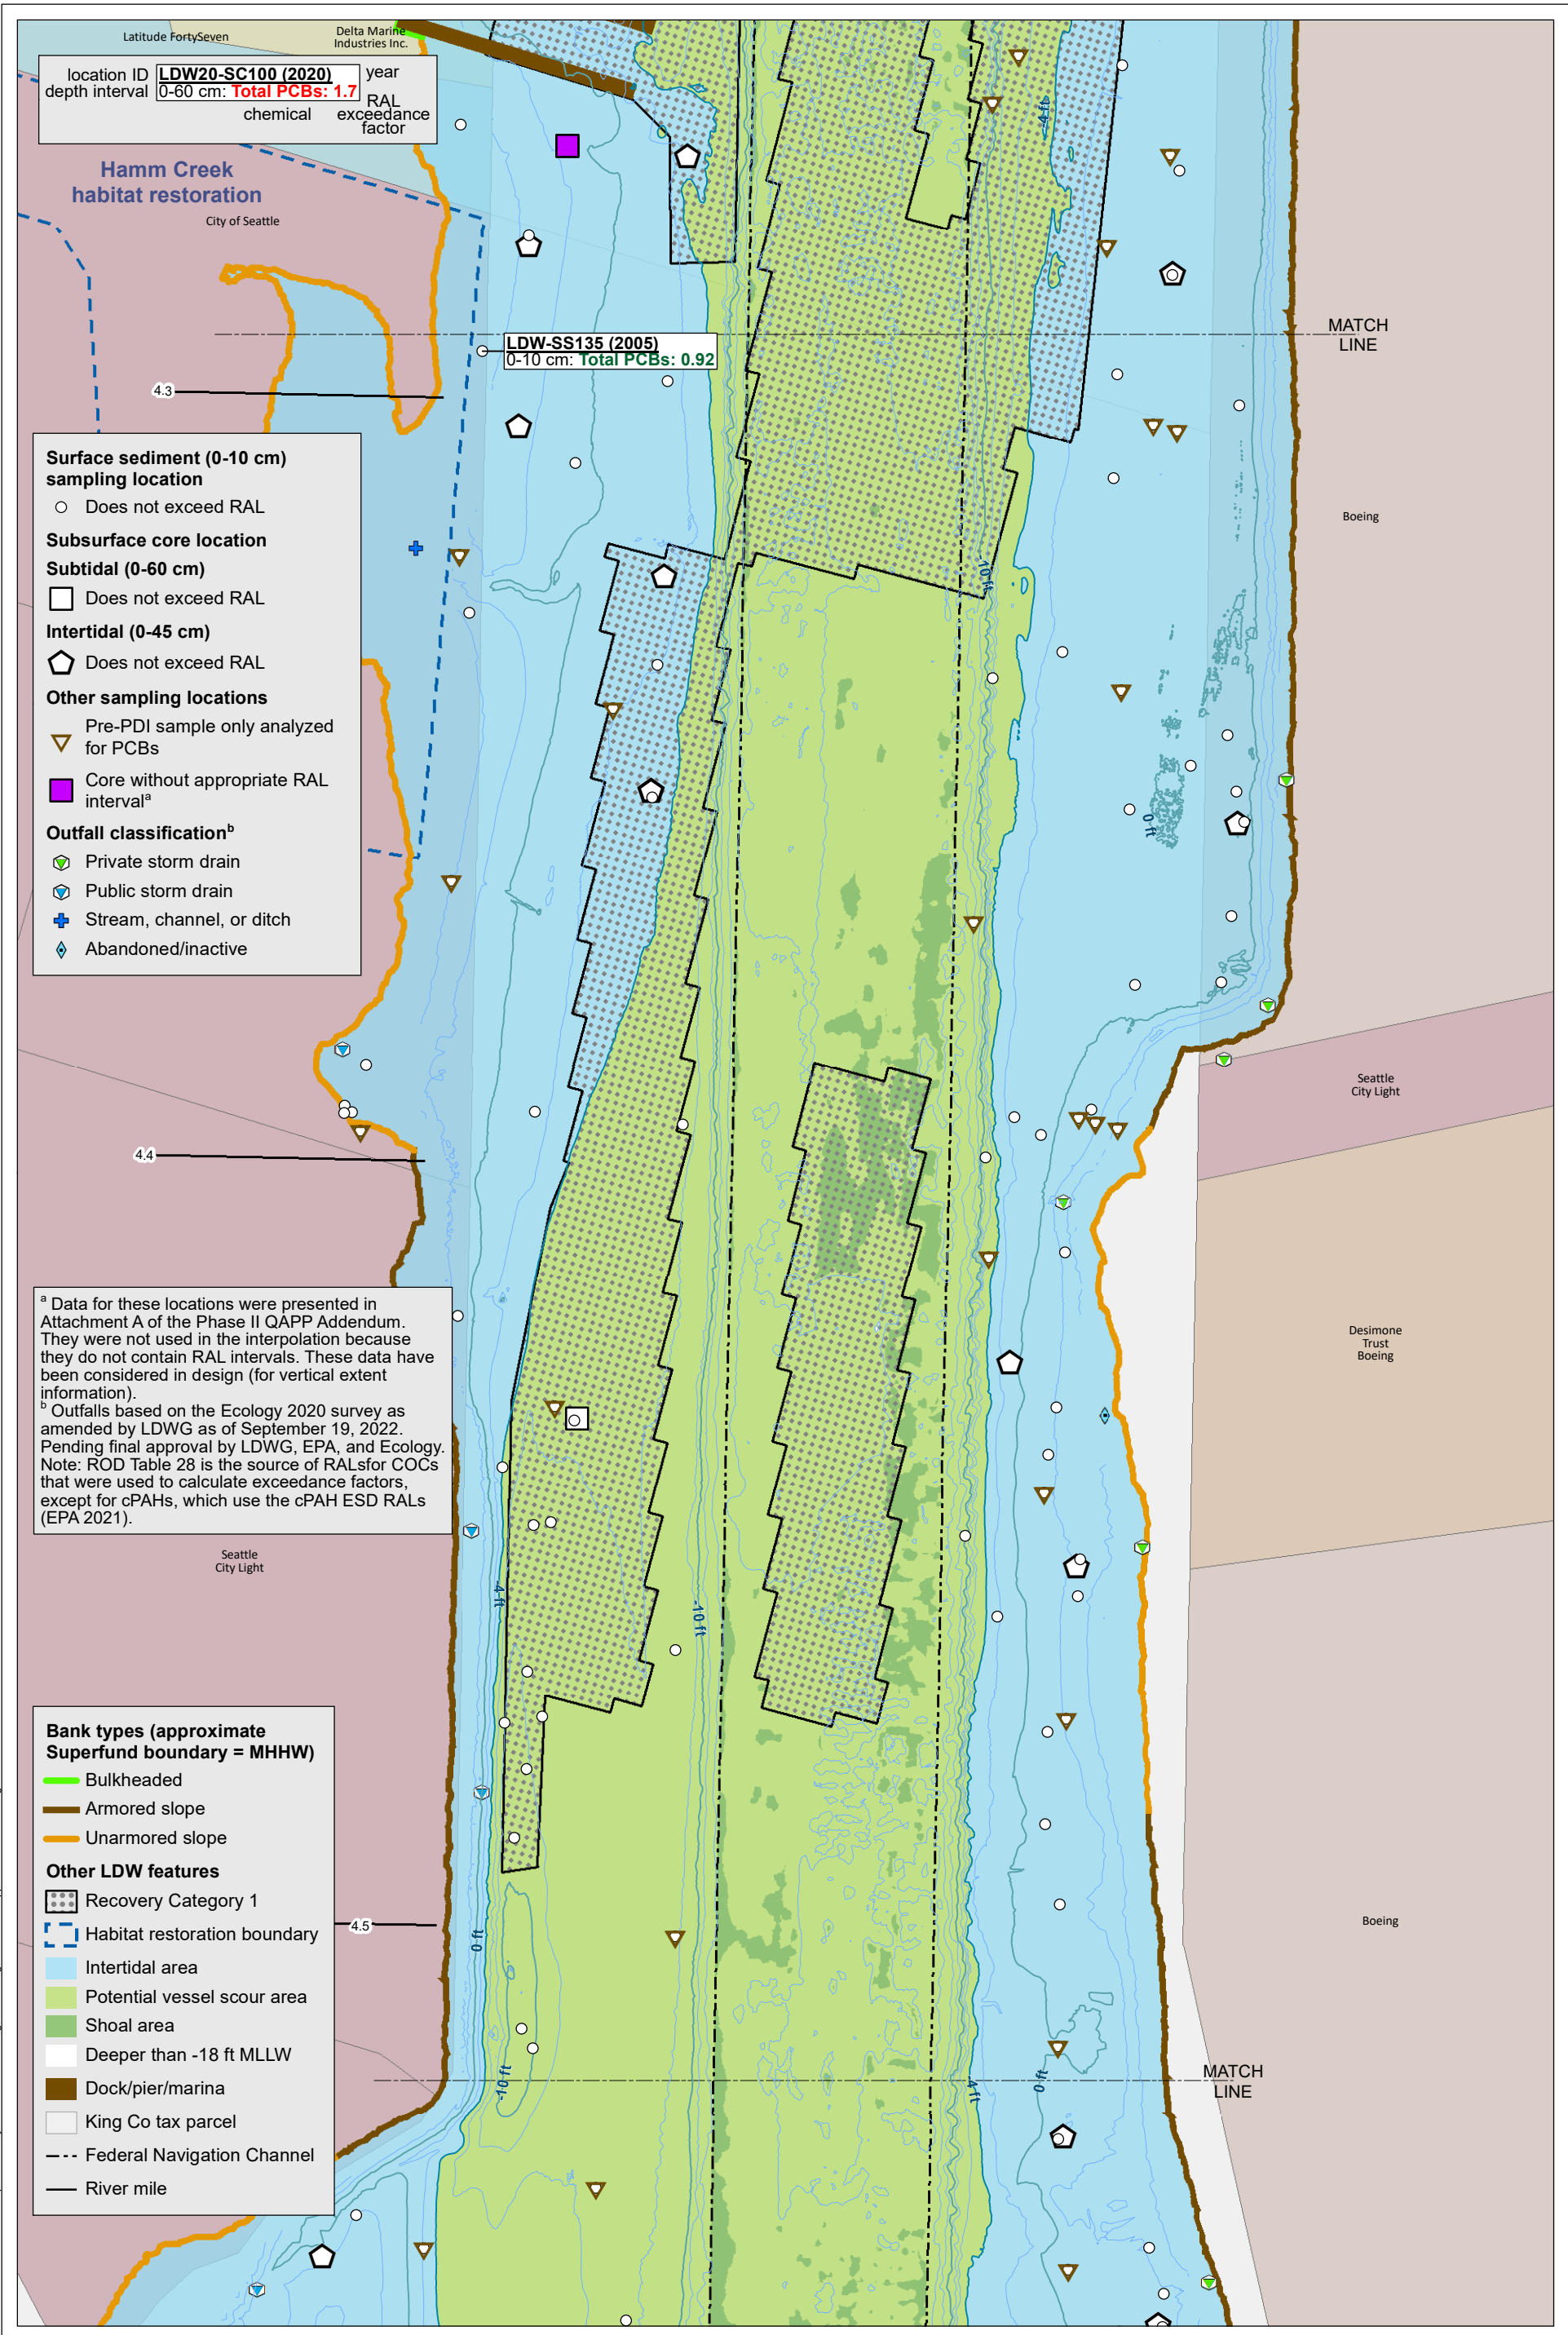 Latitude FortySeven
Delta Marine
Industries Inc.
location ID LDW20-SC100 (2020) year
depth interval 0-60 cm: Total PCBs: 1.7
chemical
RAL
exceedance
factor
Hamm Creek
habitat restoration
City of Seattle
-4 ft
MATCH
LINE
LDW-SS135 (2005)
0-10 cm: Total PCBs: 0.92
4.3
Surface sediment (0-10 cm)
sampling location
Does not exceed RAL
Subsurface core location
Subtidal (0-60 cm)
Does not exceed RAL
Intertidal (0-45 cm)
Does not exceed RAL
Other sampling locations
Pre-PDI sample only analyzed
for PCBs
Core without appropriate RAL
intervalᵃ
Outfall classificationᵇ
Private storm drain
Public storm drain
Stream, channel, or ditch
Abandoned/inactive
Boeing
-10 ft
0 ft
Seattle
City Light
4.4
ᵃ Data for these locations were presented in
Attachment A of the Phase II QAPP Addendum.
They were not used in the interpolation because
they do not contain RAL intervals. These data have
been considered in design (for vertical extent
information).
ᵇ Outfalls based on the Ecology 2020 survey as
amended by LDWG as of September 19, 2022.
Pending final approval by LDWG, EPA, and Ecology.
Note: ROD Table 28 is the source of RALsfor COCs
that were used to calculate exceedance factors,
except for cPAHs, which use the cPAH ESD RALs
(EPA 2021).
Desimone
Trust
Boeing
Seattle
City Light
-4 ft
-10 ft
Bank types (approximate
Superfund boundary = MHHW)
Bulkheaded
Armored slope
Unarmored slope
Other LDW features
Recovery Category 1
Habitat restoration boundary
Intertidal area
Potential vessel scour area
Shoal area
Deeper than -18 ft MLLW
Dock/pier/marina
King Co tax parcel
Federal Navigation Channel
River mile
4.5
0 ft
Boeing
-10 ft
-4 ft
0 ft
MATCH
LINE